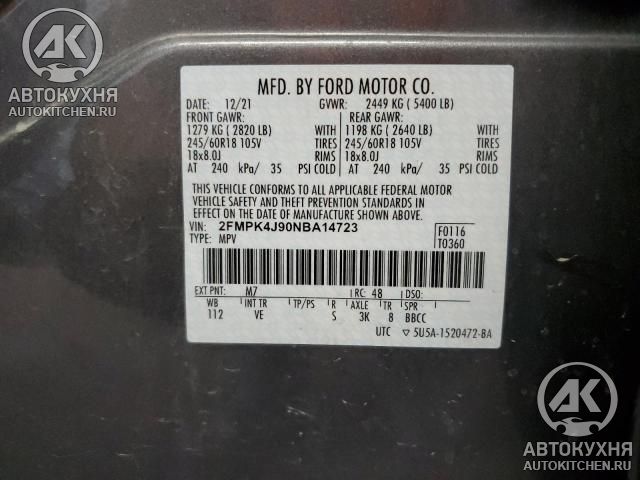 AK
АВТОКУХНЯ
AUTOKITCHEN.RU
MFD. BY FORD MOTOR CO.
DATE: 12/21 GVWR: 2449 KG ( 5400 LB)
FRONT GAWR: REAR GAWR:
1279 KG ( 2820 LB) WITH 1198 KG ( 2640 LB) WITH
245/60R18 105V TIRES 245/60R18 105V TIRES
18x8.0J RIMS 18x8.0J RIMS
AT 240 kPa/ 35 PSI COLD AT 240 kPa/ 35 PSI COLD
THIS VEHICLE CONFORMS TO ALL APPLICABLE FEDERAL MOTOR
VEHICLE SAFETY AND THEFT PREVENTION STANDARDS IN
EFFECT ON THE DATE OF MANUFACTURE SHOWN ABOVE.
VIN: 2FMPK4J90NBA14723 F0116
TYPE: MPV T0360
EXT PNT: M7 RC: 48 DSO:
WB INT TR TP/PS R AXLE TR SPR
112 VE S 3K 8 BBCC
UTC ▽ 5U5A-1520472-BA
AK
АВТОКУХНЯ
AUTOKITCHEN.RU